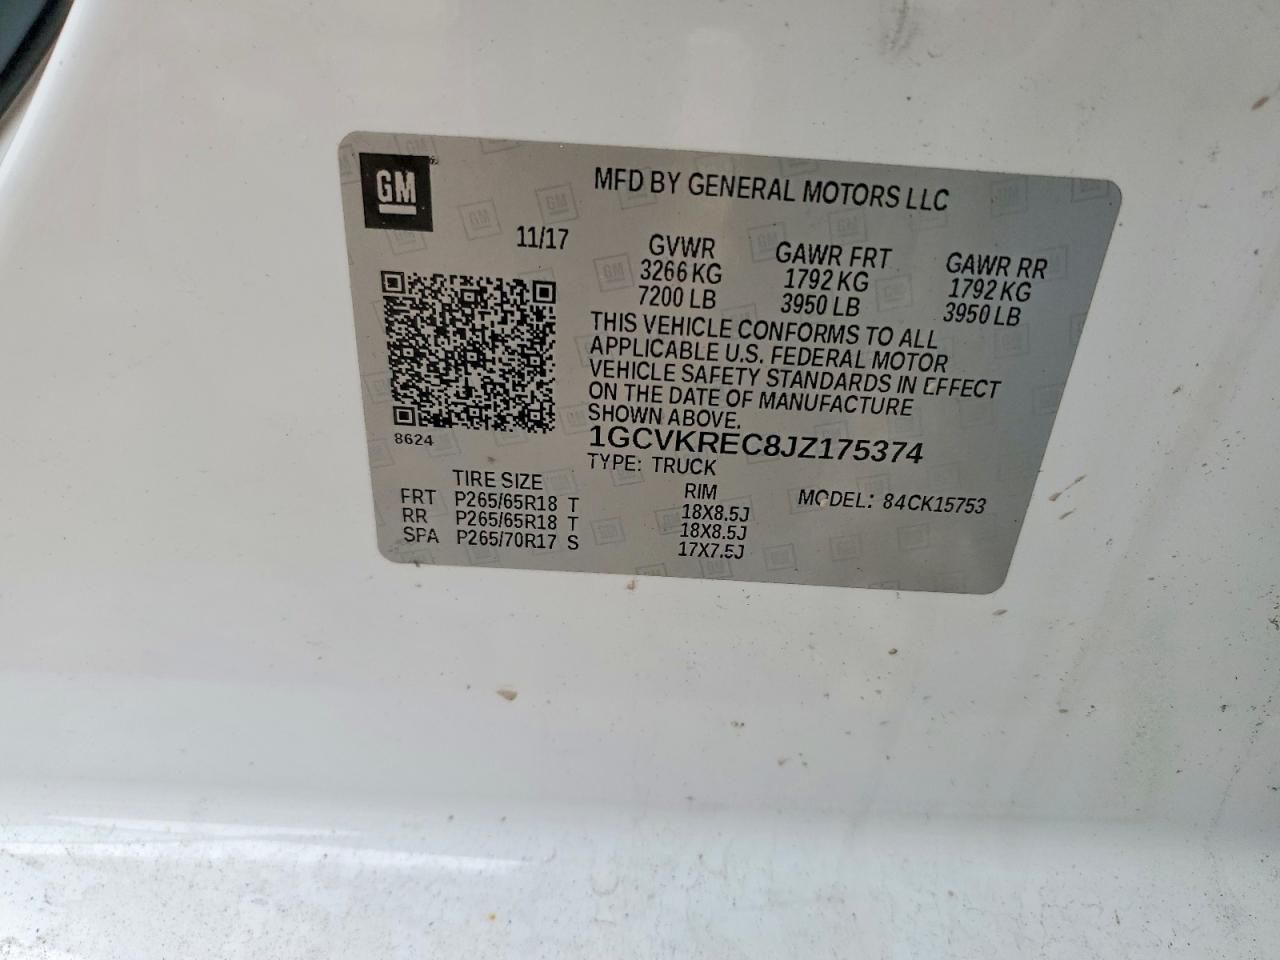 GM
MFD BY GENERAL MOTORS LLC
11/17
GVWR GAWR FRT GAWR RR
3266 KG 1792 KG 1792 KG
7200 LB 3950 LB 3950 LB
THIS VEHICLE CONFORMS TO ALL
APPLICABLE U.S. FEDERAL MOTOR
VEHICLE SAFETY STANDARDS IN EFFECT
ON THE DATE OF MANUFACTURE
SHOWN ABOVE.
8624
1GCVKREC8JZ175374
TYPE: TRUCK
TIRE SIZE RIM MODEL: 84CK15753
FRT P265/65R18 T 18X8.5J
RR P265/65R18 T 18X8.5J
SPA P265/70R17 S 17X7.5J